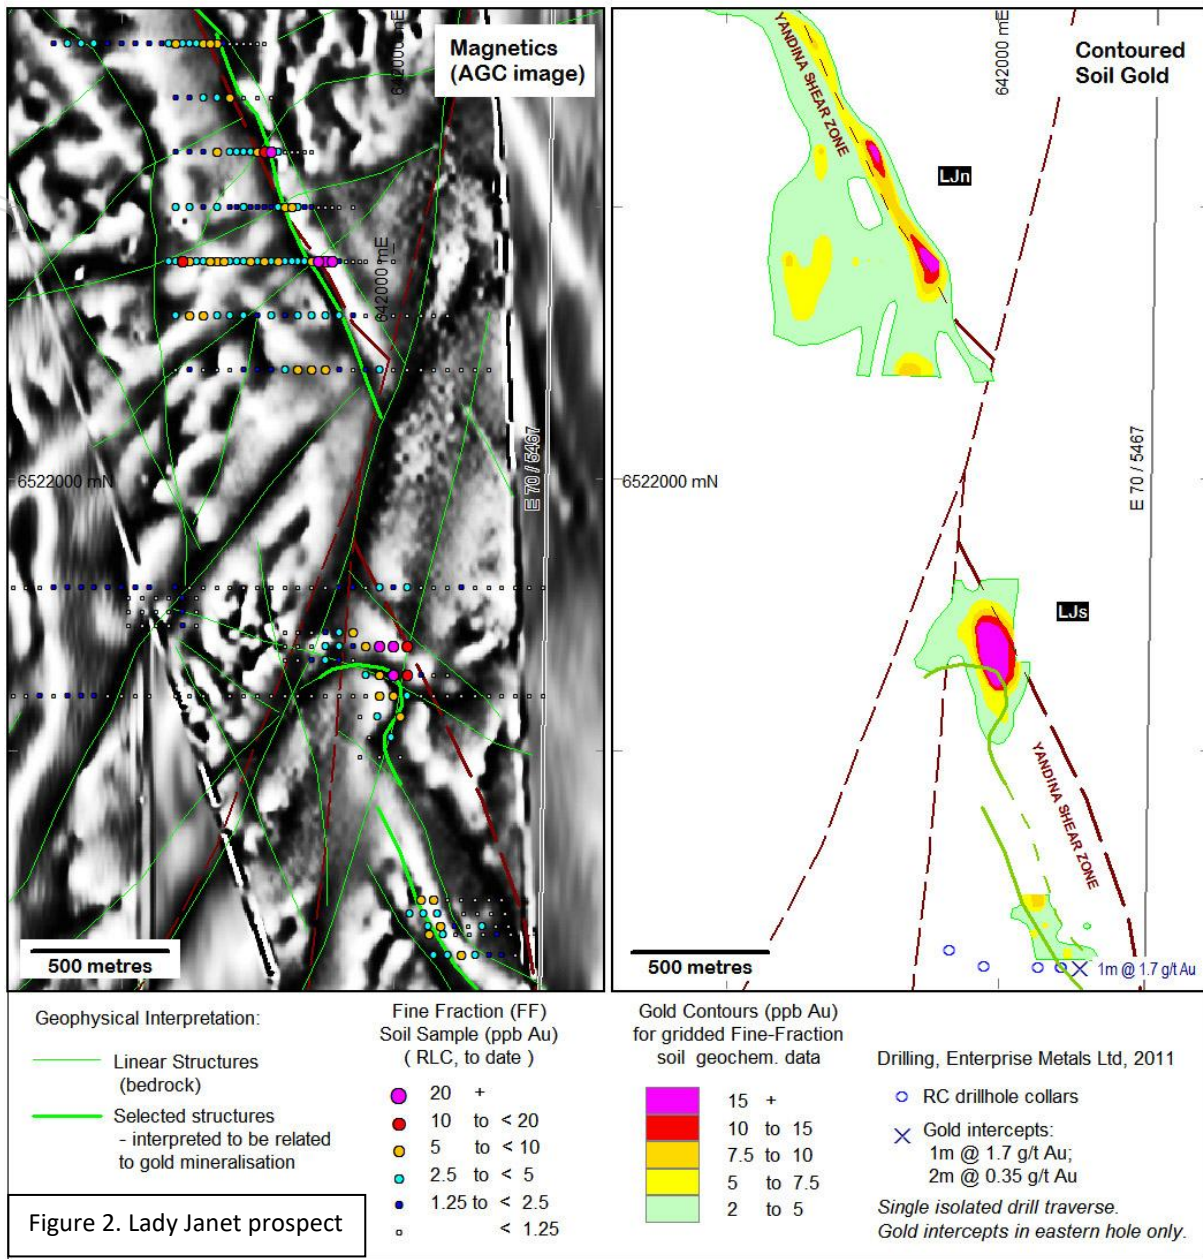 Magnetics
(AGC image)
642000 mE
642000 mE
6522000 mN
E 70 / 5467
500 metres
Contoured
Soil Gold
642000 mE
YANDINA SHEAR ZONE
LJn
6522000 mN
E 70 / 5467
LJs
YANDINA SHEAR ZONE
1m @ 1.7 g/t Au
500 metres
Geophysical Interpretation:
Linear Structures
(bedrock)
Selected structures
- interpreted to be related
to gold mineralisation
Fine Fraction (FF)
Soil Sample (ppb Au)
( RLC, to date )
20 +
10 to < 20
5 to < 10
2.5 to < 5
1.25 to < 2.5
< 1.25
Gold Contours (ppb Au)
for gridded Fine-Fraction
soil geochem. data
15 +
10 to 15
7.5 to 10
5 to 7.5
2 to 5
Drilling, Enterprise Metals Ltd, 2011
RC drillhole collars
Gold intercepts:
1m @ 1.7 g/t Au;
2m @ 0.35 g/t Au
Single isolated drill traverse.
Gold intercepts in eastern hole only.
Figure 2. Lady Janet prospect